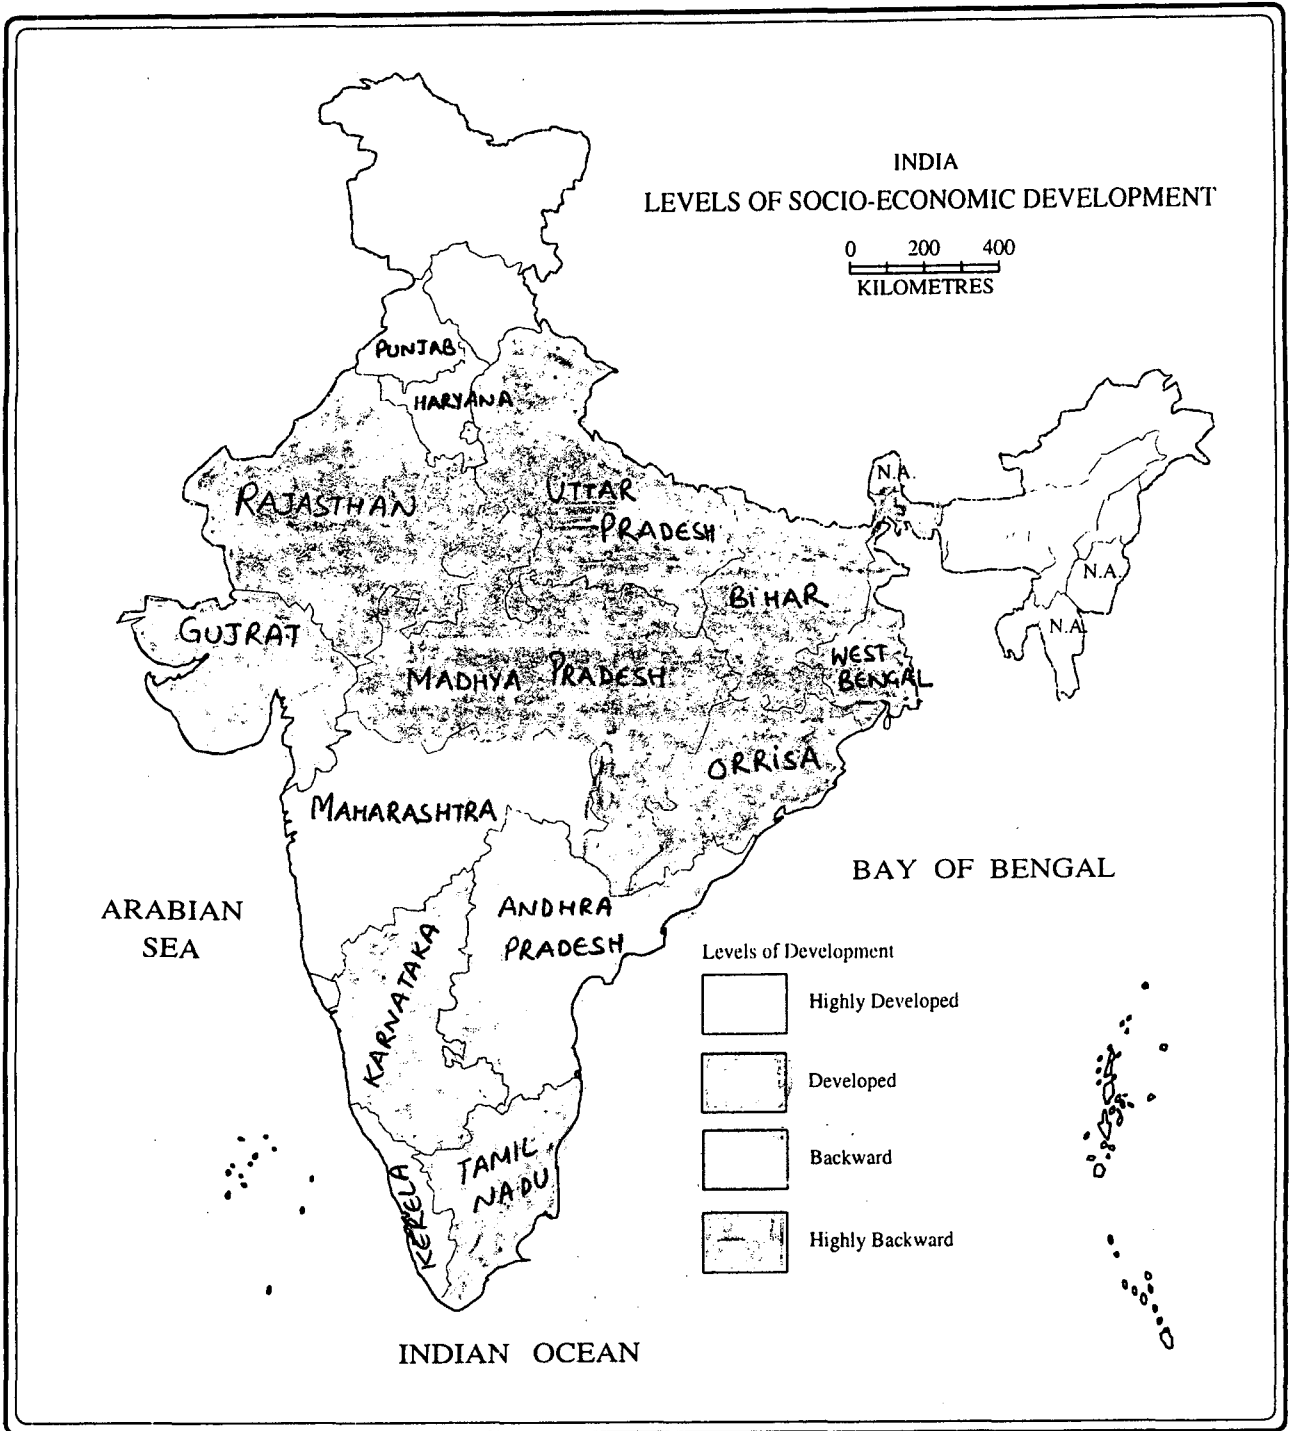 INDIA
LEVELS OF SOCIO-ECONOMIC DEVELOPMENT
0 200 400
KILOMETRES
PUNJAB
HARYANA
N.A.
RAJASTHAN
UTTAR
PRADESH
N.A.
BIHAR
GUJRAT
N.A.
WEST
BENGAL
MADHYA PRADESH
ORRISA
MAHARASHTRA
BAY OF BENGAL
ARABIAN
SEA
ANDHRA
PRADESH
KARNATAKA
Levels of Development
Highly Developed
Developed
Backward
Highly Backward
TAMIL
NADU
KERELA
INDIAN OCEAN